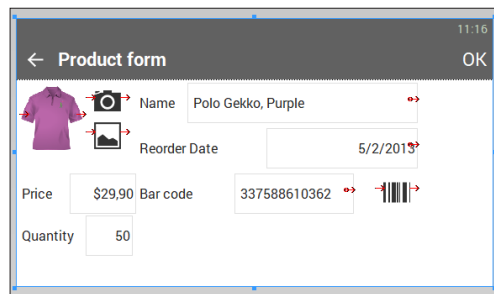 11:16
← Product form OK
Name Polo Gekko, Purple
Reorder Date 5/2/2013
Price $29,90 Bar code 337588610362
Quantity 50